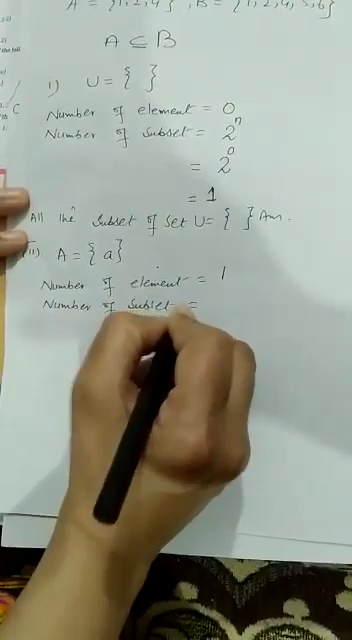 A = {1, 2, 4} , B = {1, 2, 4, 5, 6}
A ⊆ B
i) U = { }
Number of element = 0
Number of Subset = 2ⁿ
= 2⁰
= 1
All the Subset of Set U = { } Ans.
(ii) A = {a}
Number of element = 1
Number of Subset =